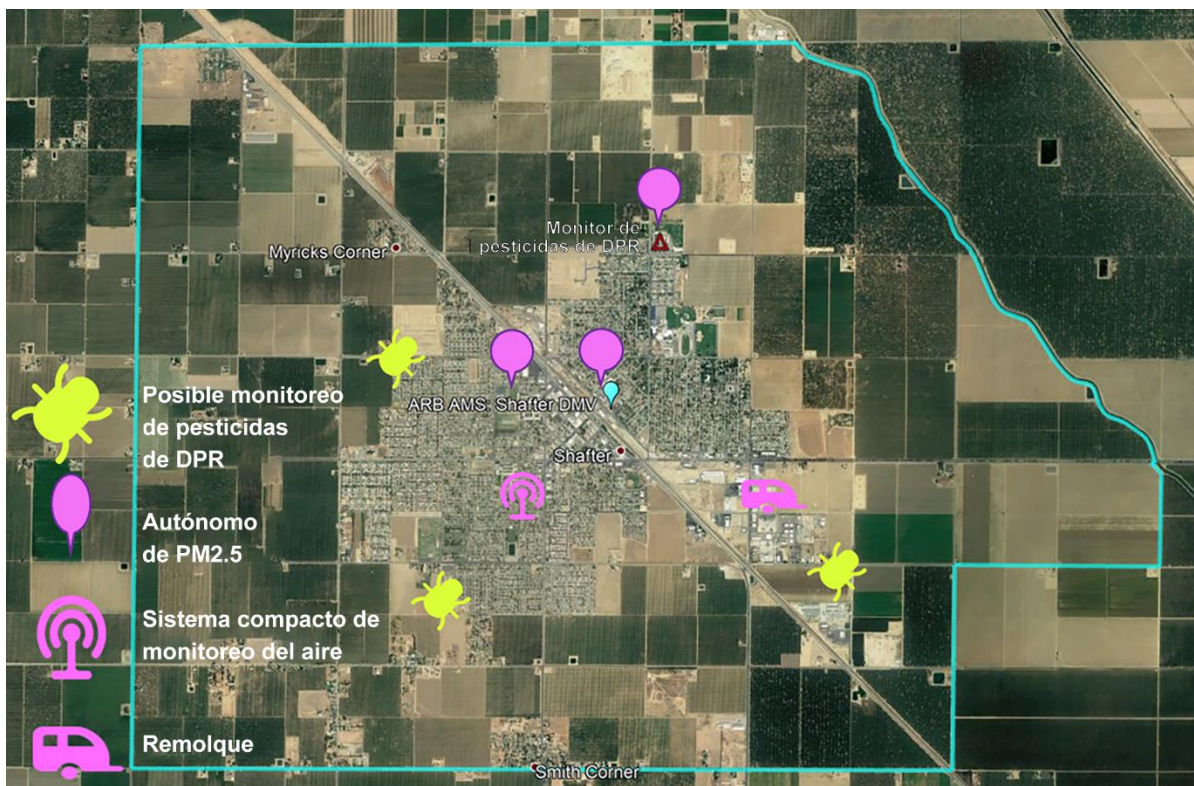 Monitor de
pesticidas de DPR
Myricks Corner
ARB AMS: Shafter DMV
Shafter
Posible monitoreo
de pesticidas
de DPR
Autónomo
de PM2.5
Sistema compacto de
monitoreo del aire
Remolque
Smith Corner